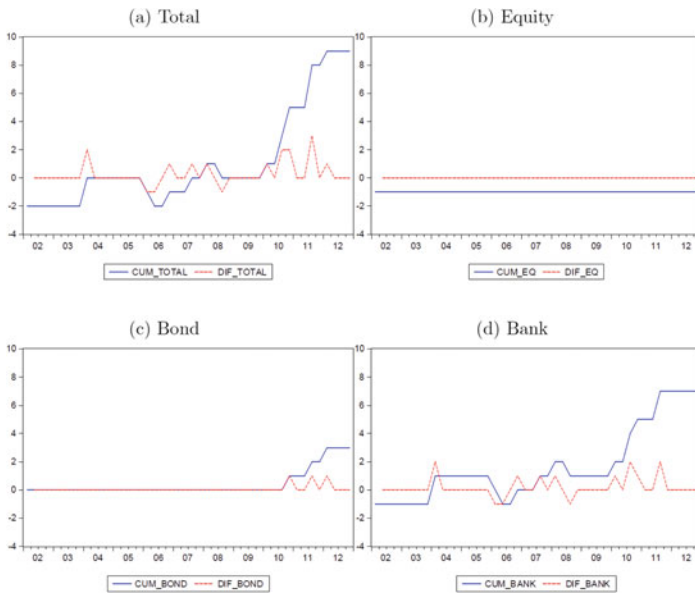 (a) Total
(b) Equity
10
8
6
4
2
0
-2
-4
02 03 04 05 06 07 08 09 10 11 12
CUM_TOTAL DIF_TOTAL
10
8
6
4
2
0
-2
-4
02 03 04 05 06 07 08 09 10 11 12
CUM_EQ DIF_EQ
(c) Bond
(d) Bank
10
8
6
4
2
0
-2
-4
02 03 04 05 06 07 08 09 10 11 12
CUM_BOND DIF_BOND
10
8
6
4
2
0
-2
-4
02 03 04 05 06 07 08 09 10 11 12
CUM_BANK DIF_BANK